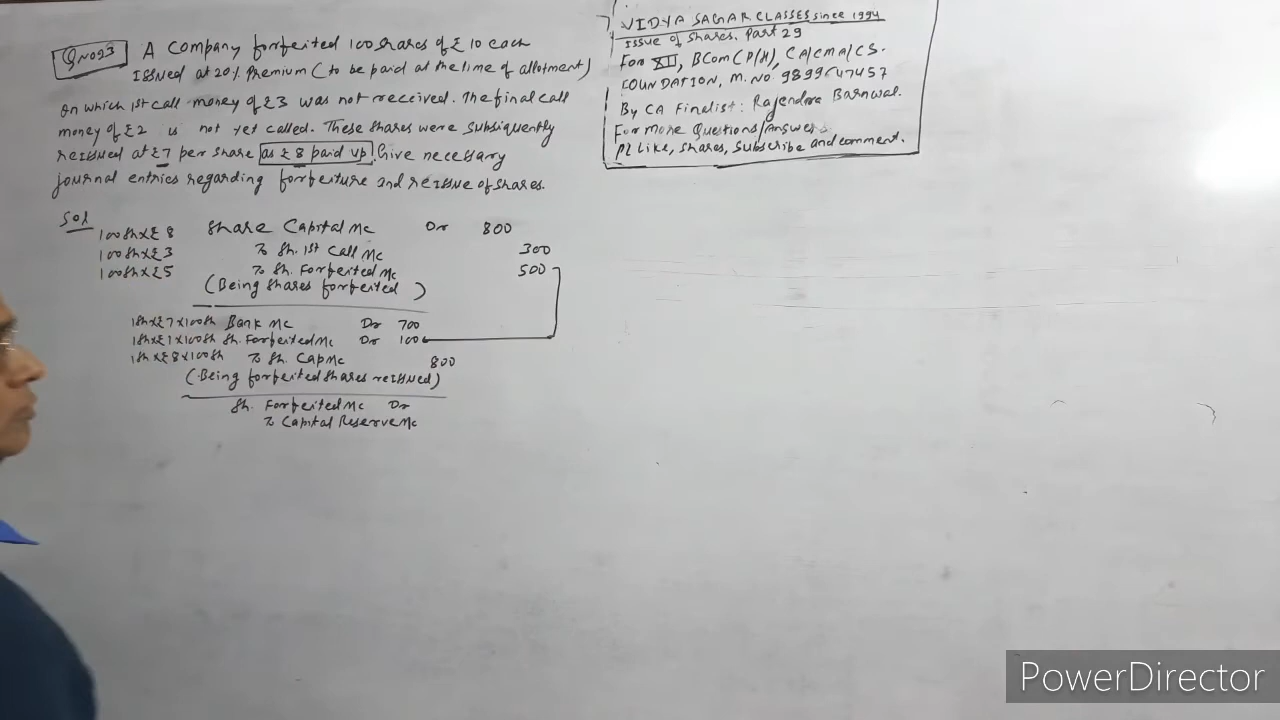 Q no 93 A Company forfeited 100 shares of ₹ 10 each
issued at 20% Premium (to be paid at the time of allotment)
on which 1st call money of ₹3 was not received. The final call
money of ₹2 is not yet called. These shares were subsiquently
reissued at ₹7 per share as ₹ 8 paid up. Give necessary
journal entries regarding forfeiture and reissue of shares.
Sol
100sh×₹8 Share Capital A/c Dr 800
100sh×₹3 To Sh. 1st Call A/c 300
100sh×₹5 To Sh. Forfeited A/c 500
(Being shares forfeited)
1sh×₹7×100sh Bank A/c Dr 700
1sh×₹1×100sh Sh. Forfeited A/c Dr 100
1sh×₹8×100sh To Sh. Cap A/c 800
(Being forfeited shares reissued)
Sh. Forfeited A/c Dr
To Capital Reserve A/c
VIDYA SAGAR CLASSES since 1994
Issue of Shares. Part 29
For XII, BCom (P/H), CA/CMA/CS.
FOUNDATION, M. No.
By CA Finalist: Rajendra Barnwal.
For More Questions/Answers
Pl Like, Shares, Subscribe and comment.
PowerDirector